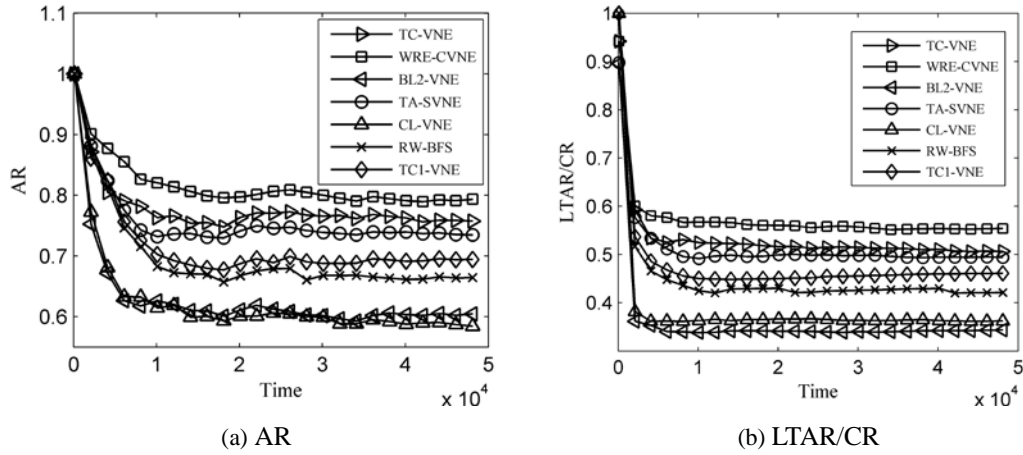 1.1
1
0.9
0.8
0.7
0.6
AR
0
1
2
3
4
5
Time
x 10^4
TC-VNE
WRE-CVNE
BL2-VNE
TA-SVNE
CL-VNE
RW-BFS
TC1-VNE
(a) AR
1
0.9
0.8
0.7
0.6
0.5
0.4
LTAR/CR
0
1
2
3
4
5
Time
x 10^4
TC-VNE
WRE-CVNE
BL2-VNE
TA-SVNE
CL-VNE
RW-BFS
TC1-VNE
(b) LTAR/CR